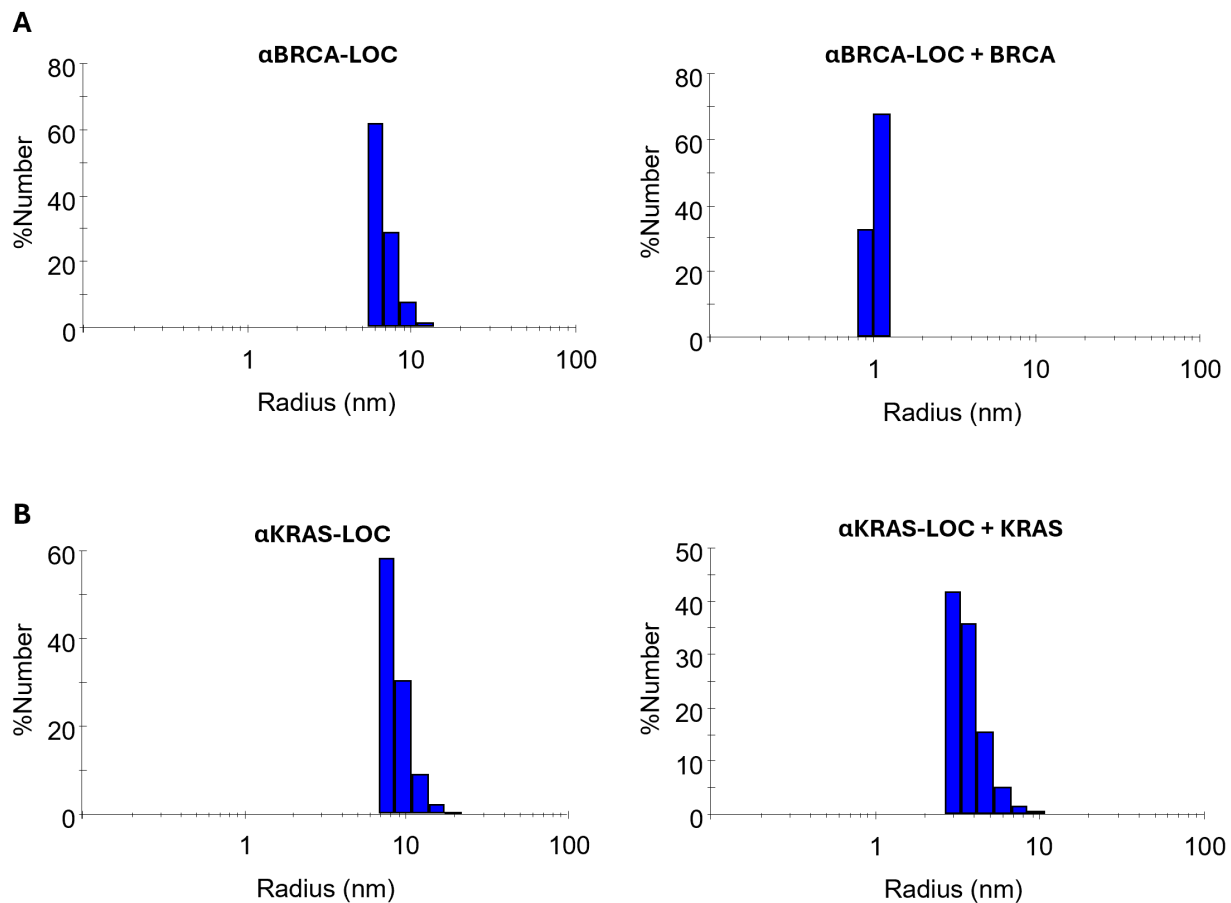 A
αBRCA-LOC
80
60
40
20
0
%Number
1 10 100
Radius (nm)
αBRCA-LOC + BRCA
80
60
40
20
0
%Number
1 10 100
Radius (nm)
B
αKRAS-LOC
60
40
20
0
%Number
1 10 100
Radius (nm)
αKRAS-LOC + KRAS
50
40
30
20
10
0
%Number
1 10 100
Radius (nm)